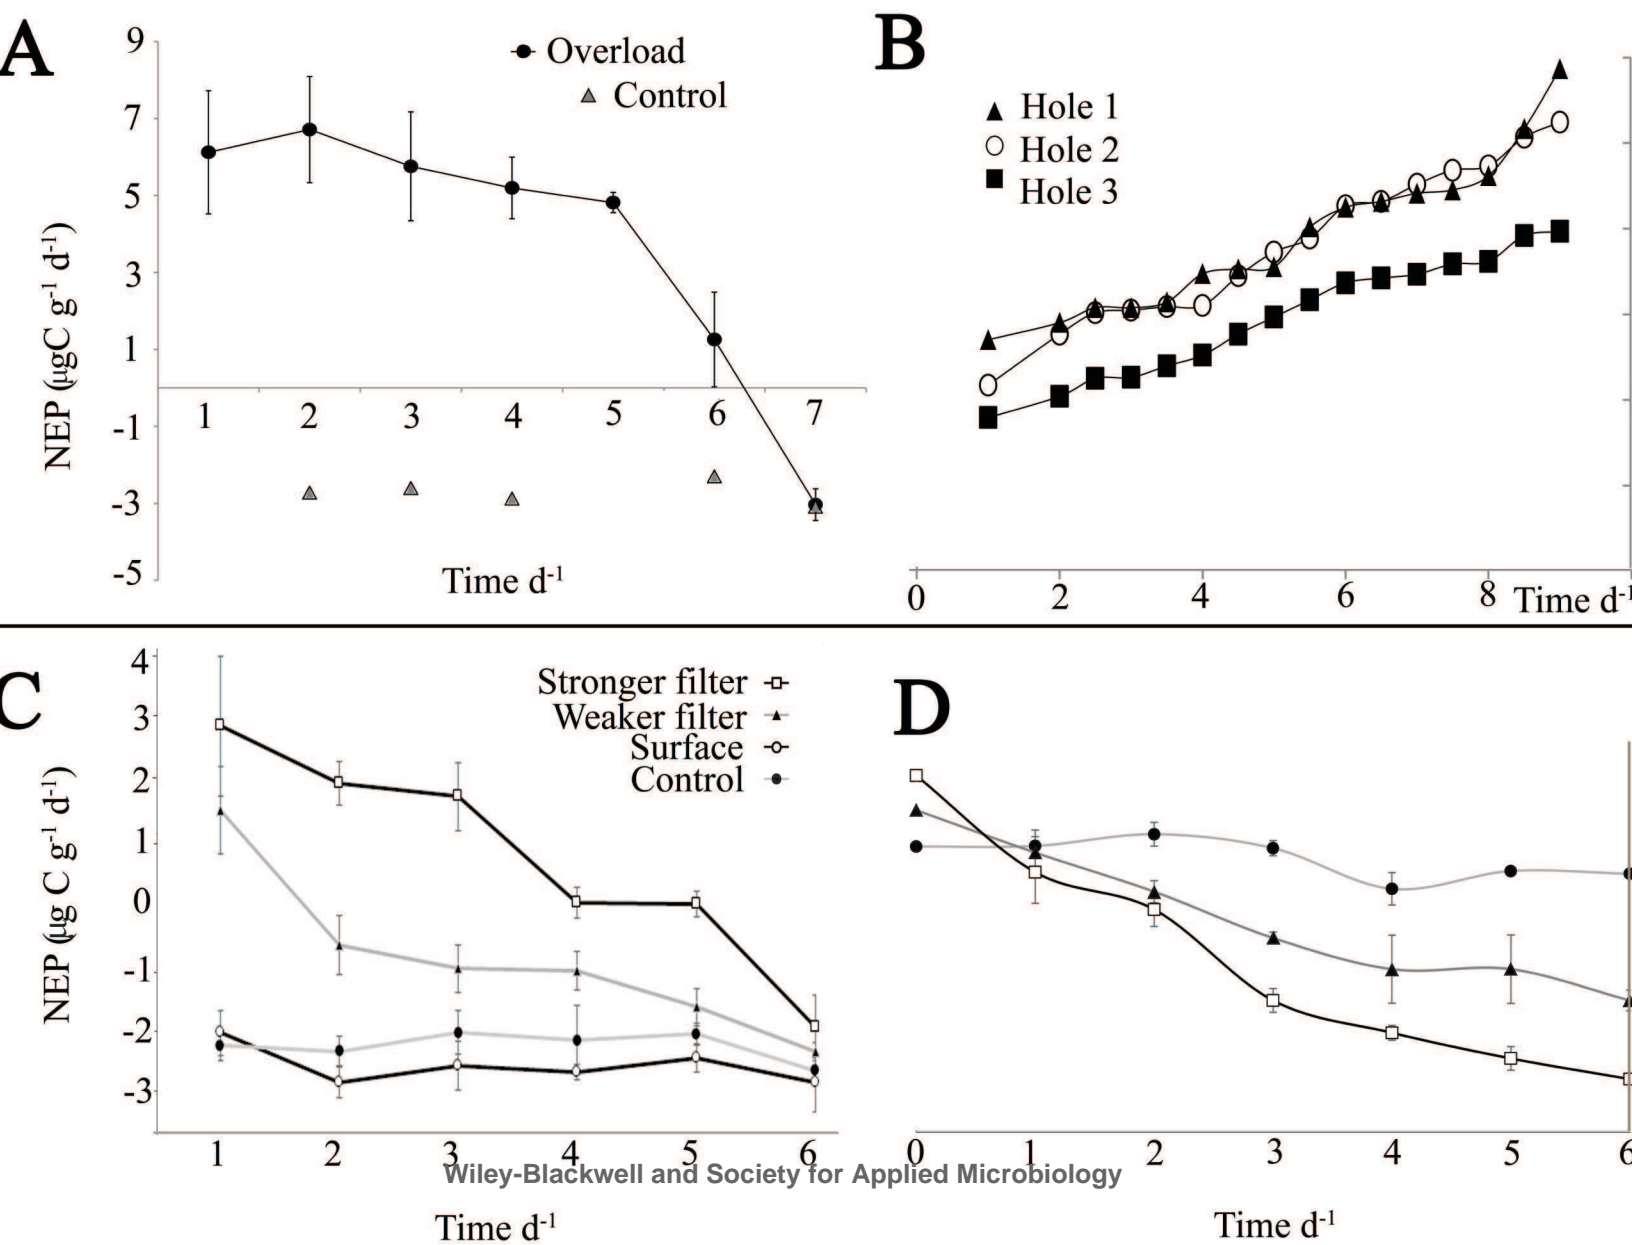 A
9
7
5
3
1
-1
-3
-5
NEP (µgC g-1 d-1)
Overload
Control
1 2 3 4 5 6 7
Time d-1
B
Hole 1
Hole 2
Hole 3
0 2 4 6 8 Time d-1
C
4
3
2
1
0
-1
-2
-3
NEP (µg C g-1 d-1)
Stronger filter
Weaker filter
Surface
Control
1 2 3 4 5 6
Time d-1
D
0 1 2 3 4 5 6
Time d-1
Wiley-Blackwell and Society for Applied Microbiology